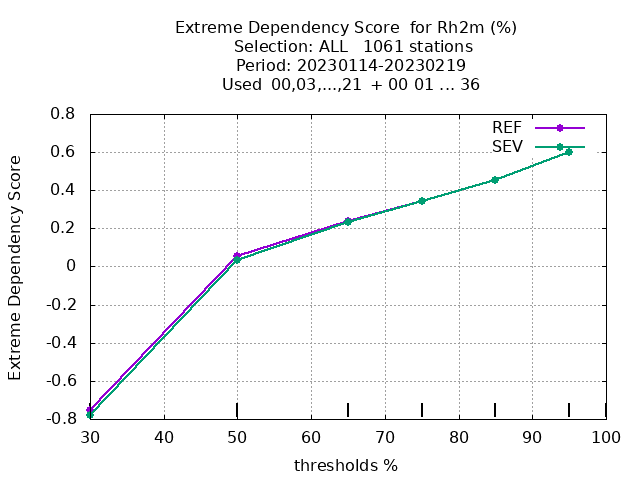 Extreme Dependency Score  for Rh2m (%)
Selection: ALL   1061 stations
Period: 20230114-20230219
Used  00,03,...,21  + 00 01 ... 36
REF
SEV
Extreme Dependency Score
0.8
0.6
0.4
0.2
0
-0.2
-0.4
-0.6
-0.8
30 40 50 60 70 80 90 100
thresholds %